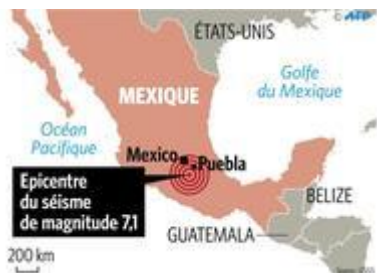 AFP
ÉTATS-UNIS
Golfe
du Mexique
MEXIQUE
Océan
Pacifique
Mexico
Puebla
Epicentre
du séisme
de magnitude 7,1
BELIZE
GUATEMALA
200 km